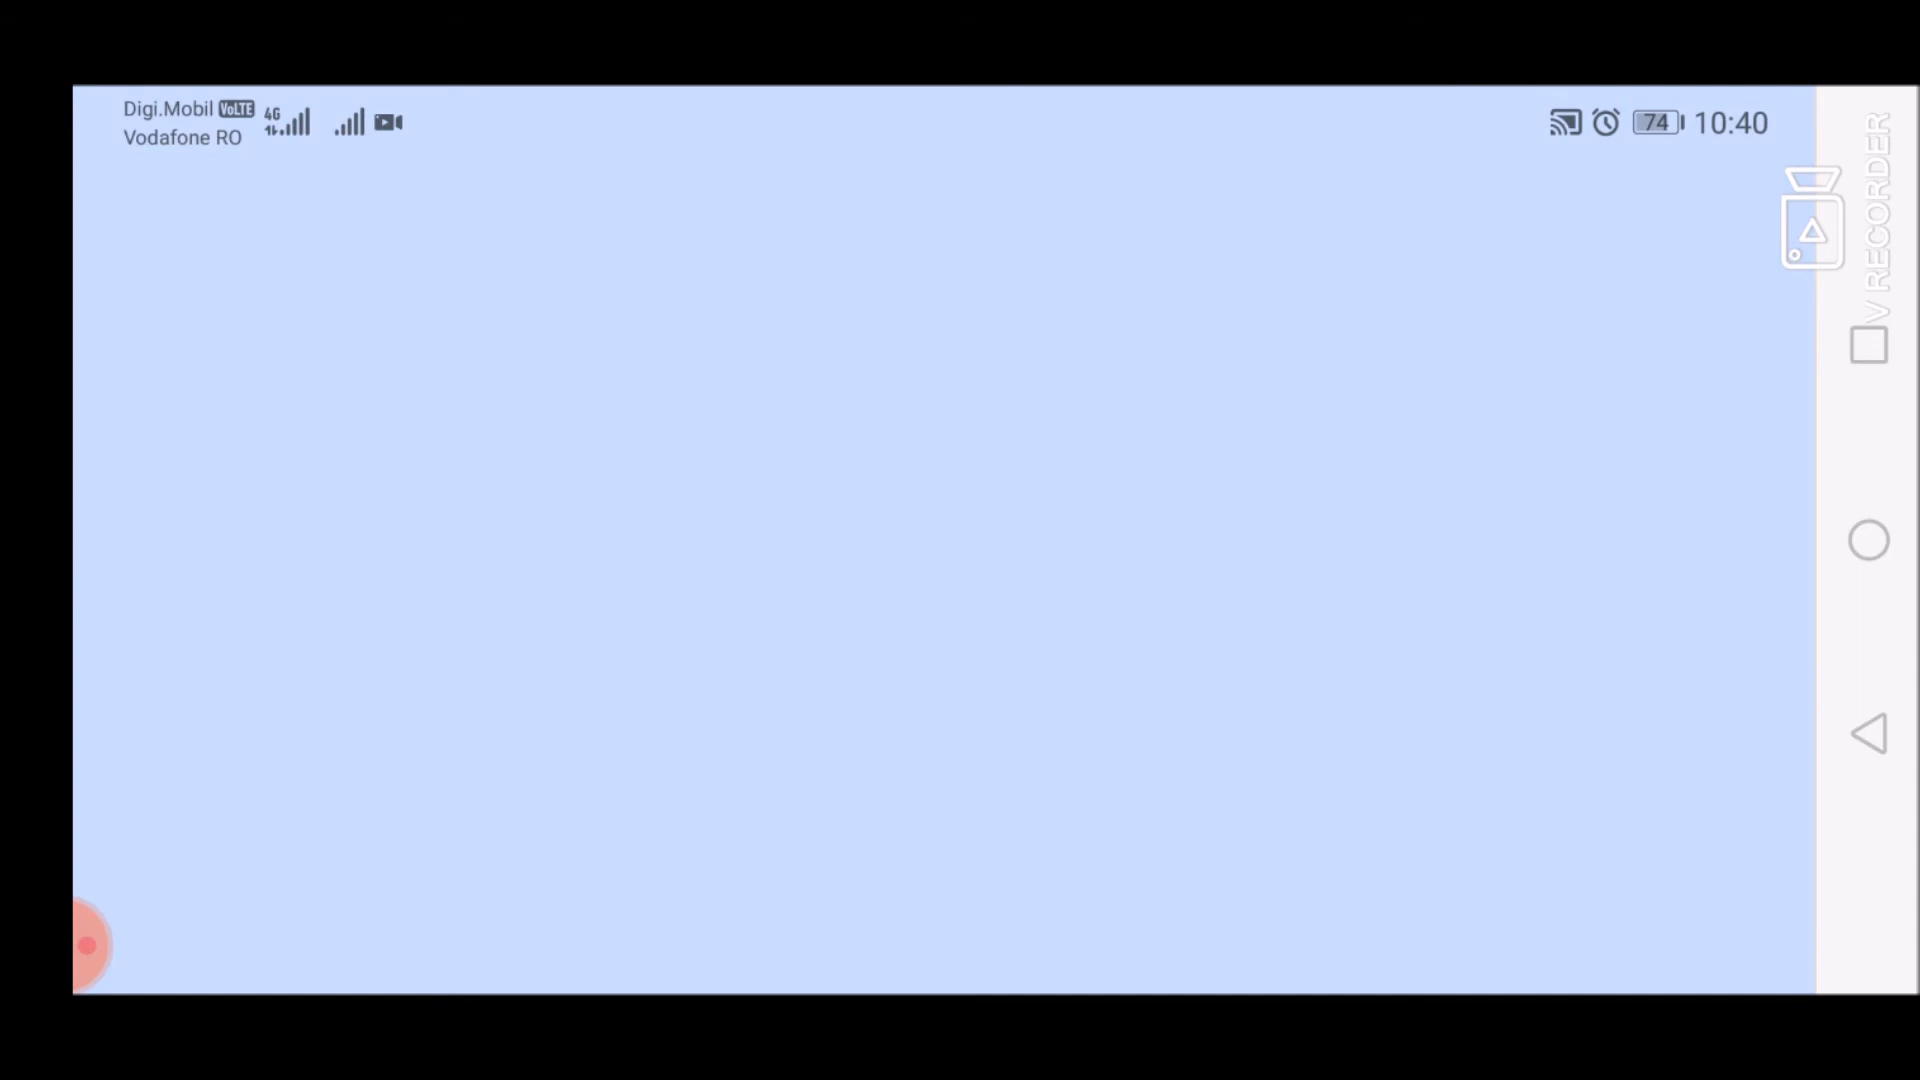 Digi.Mobil VoLTE
Vodafone RO
4G
74 10:40
V RECORDER